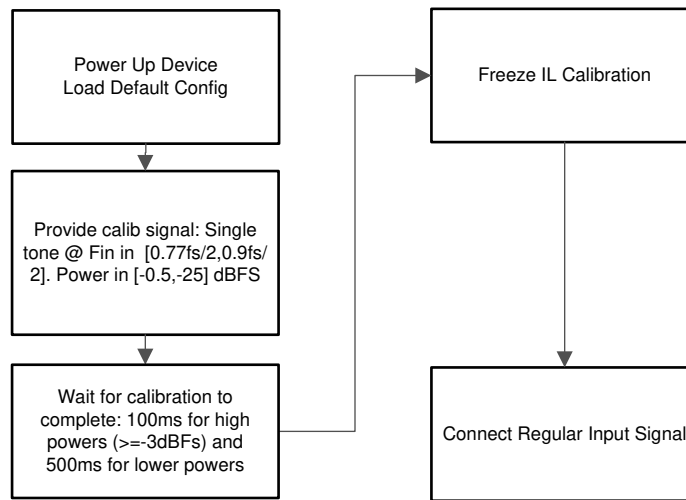 Power Up Device
Load Default Config
Provide calib signal: Single
tone @ Fin in  [0.77fs/2,0.9fs/
2]. Power in [-0.5,-25] dBFS
Wait for calibration to
complete: 100ms for high
powers (>=-3dBFs) and
500ms for lower powers
Freeze IL Calibration
Connect Regular Input Signal